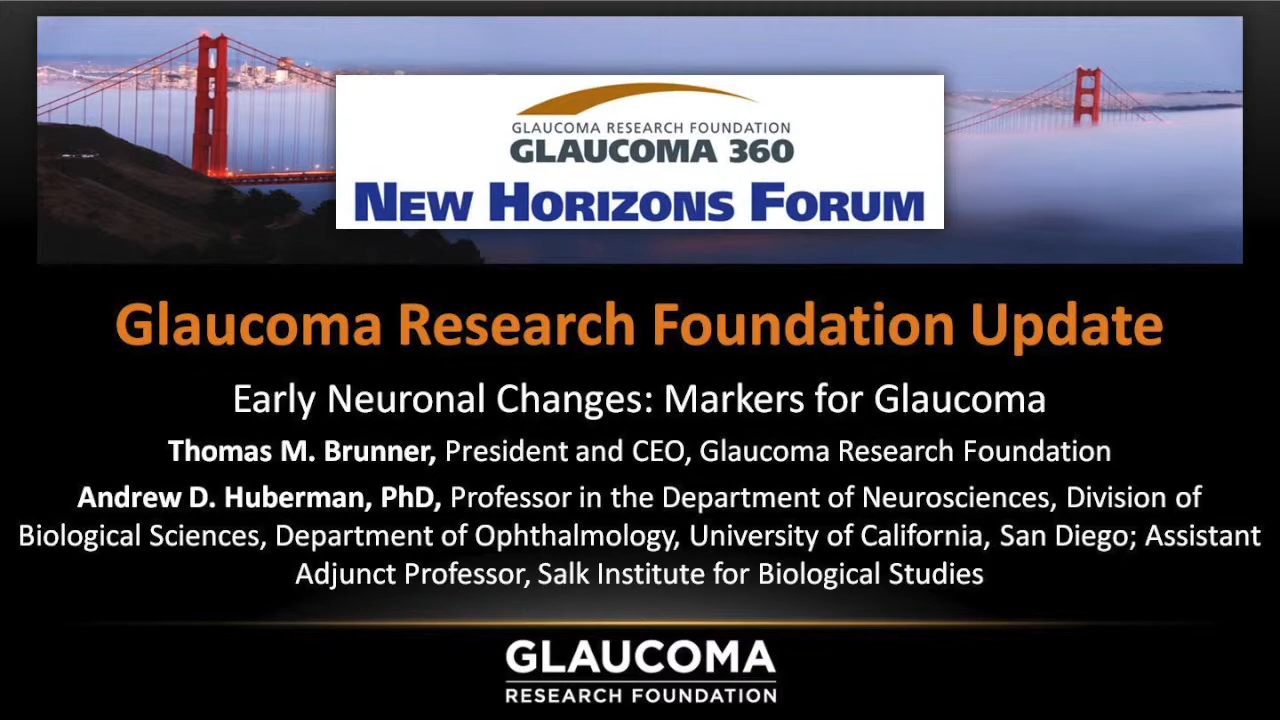 GLAUCOMA RESEARCH FOUNDATION
GLAUCOMA 360
NEW HORIZONS FORUM
Glaucoma Research Foundation Update
Early Neuronal Changes: Markers for Glaucoma
Thomas M. Brunner, President and CEO, Glaucoma Research Foundation
Andrew D. Huberman, PhD, Professor in the Department of Neurosciences, Division of
Biological Sciences, Department of Ophthalmology, University of California, San Diego; Assistant
Adjunct Professor, Salk Institute for Biological Studies
GLAUCOMA
RESEARCH FOUNDATION